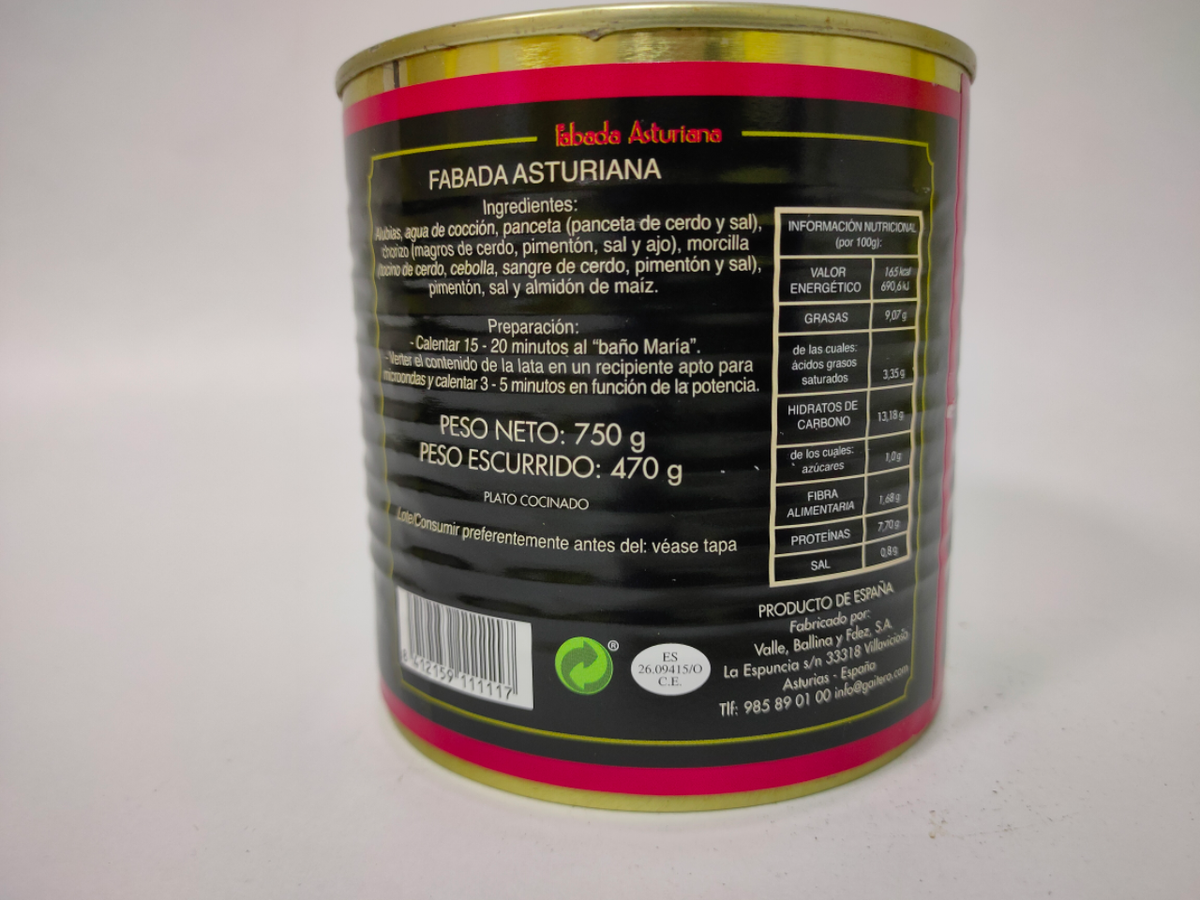 Fabada Asturiana
FABADA ASTURIANA
Ingredientes:
Alubias, agua de cocción, panceta (panceta de cerdo y sal),
chorizo (magros de cerdo, pimentón, sal y ajo), morcilla
(tocino de cerdo, cebolla, sangre de cerdo, pimentón y sal),
pimentón, sal y almidón de maíz.
Preparación:
- Calentar 15 - 20 minutos al “baño María”.
- Verter el contenido de la lata en un recipiente apto para
microondas y calentar 3 - 5 minutos en función de la potencia.
PESO NETO: 750 g
PESO ESCURRIDO: 470 g
PLATO COCINADO
Lote/Consumir preferentemente antes del: véase tapa
INFORMACIÓN NUTRICIONAL
(por 100g):
VALOR ENERGÉTICO 165 kcal 690,6 kJ
GRASAS 9,07 g
de las cuales: ácidos grasos saturados 3,35 g
HIDRATOS DE CARBONO 13,18 g
de los cuales: azúcares 1,0 g
FIBRA ALIMENTARIA 1,68 g
PROTEÍNAS 7,70 g
SAL 0,8 g
8 412159 111117
®
ES
26.09415/O
C.E.
PRODUCTO DE ESPAÑA
Fabricado por:
Valle, Ballina y Fdez, S.A.
La Espuncia s/n 33318 Villaviciosa
Asturias - España
Tlf: 985 89 01 00 info@gaitero.com